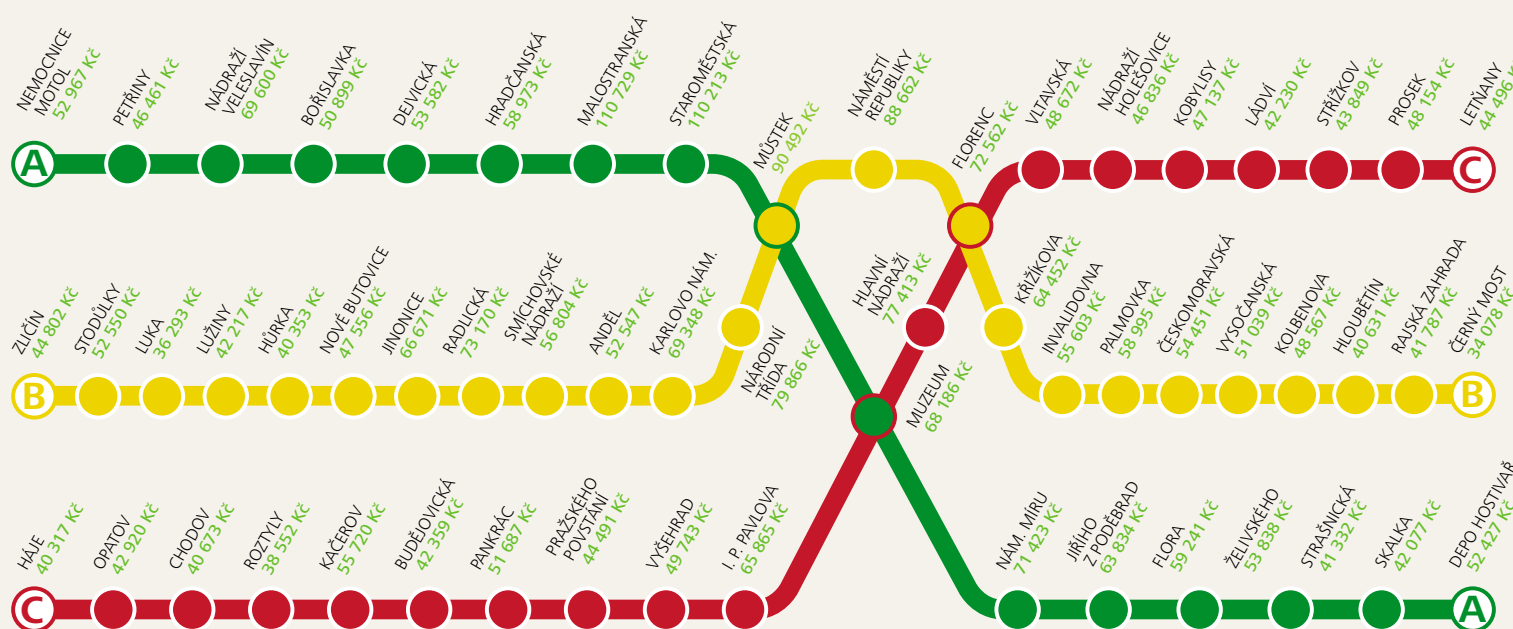 NEMOCNICE
MOTOL
52 967 Kč
PETŘINY
46 461 Kč
NÁDRAŽÍ
VELESLAVÍN
69 600 Kč
BOŘISLAVKA
50 899 Kč
DEJVICKÁ
53 582 Kč
HRADČANSKÁ
58 973 Kč
MALOSTRANSKÁ
110 729 Kč
STAROMĚSTSKÁ
110 213 Kč
MŮSTEK
90 492 Kč
NÁMĚSTÍ
REPUBLIKY
88 662 Kč
FLORENC
72 562 Kč
VLTAVSKÁ
48 672 Kč
NÁDRAŽÍ
HOLEŠOVICE
46 836 Kč
KOBYLISY
47 137 Kč
LÁDVÍ
42 230 Kč
STŘÍŽKOV
43 849 Kč
PROSEK
48 154 Kč
LETŇANY
44 496 K
A
C
ZLIČÍN
44 802 Kč
STODŮLKY
52 550 Kč
LUKA
36 293 Kč
LUŽINY
42 217 Kč
HŮRKA
40 353 Kč
NOVÉ BUTOVICE
47 556 Kč
JINONICE
66 671 Kč
RADLICKÁ
73 170 Kč
SMÍCHOVSKÉ
NÁDRAŽÍ
56 804 Kč
ANDĚL
52 547 Kč
KARLOVO NÁM.
69 348 Kč
NÁRODNÍ
TŘÍDA
79 866 Kč
HLAVNÍ
NÁDRAŽÍ
77 413 Kč
MUZEUM
68 186 Kč
KŘIŽÍKOVA
64 452 Kč
INVALIDOVNA
55 603 Kč
PALMOVKA
58 995 Kč
ČESKOMORAVSKÁ
54 451 Kč
VYSOČANSKÁ
51 039 Kč
KOLBENOVA
48 567 Kč
HLOUBĚTÍN
40 631 Kč
RAJSKÁ ZAHRADA
41 787 Kč
ČERNÝ MOST
34 078 Kč
B
B
HÁJE
40 317 Kč
OPATOV
42 920 Kč
CHODOV
40 673 Kč
ROZTYLY
38 552 Kč
KAČEROV
55 720 Kč
BUDĚJOVICKÁ
42 359 Kč
PANKRÁC
51 687 Kč
PRAŽSKÉHO
POVSTÁNÍ
44 491 Kč
VYŠEHRAD
49 743 Kč
I. P. PAVLOVA
65 865 Kč
NÁM. MÍRU
71 423 Kč
JIŘÍHO
Z PODĚBRAD
63 834 Kč
FLORA
59 241 Kč
ŽELIVSKÉHO
53 838 Kč
STRAŠNICKÁ
41 332 Kč
SKALKA
42 077 Kč
DEPO HOSTIVAŘ
52 427 Kč
C
A